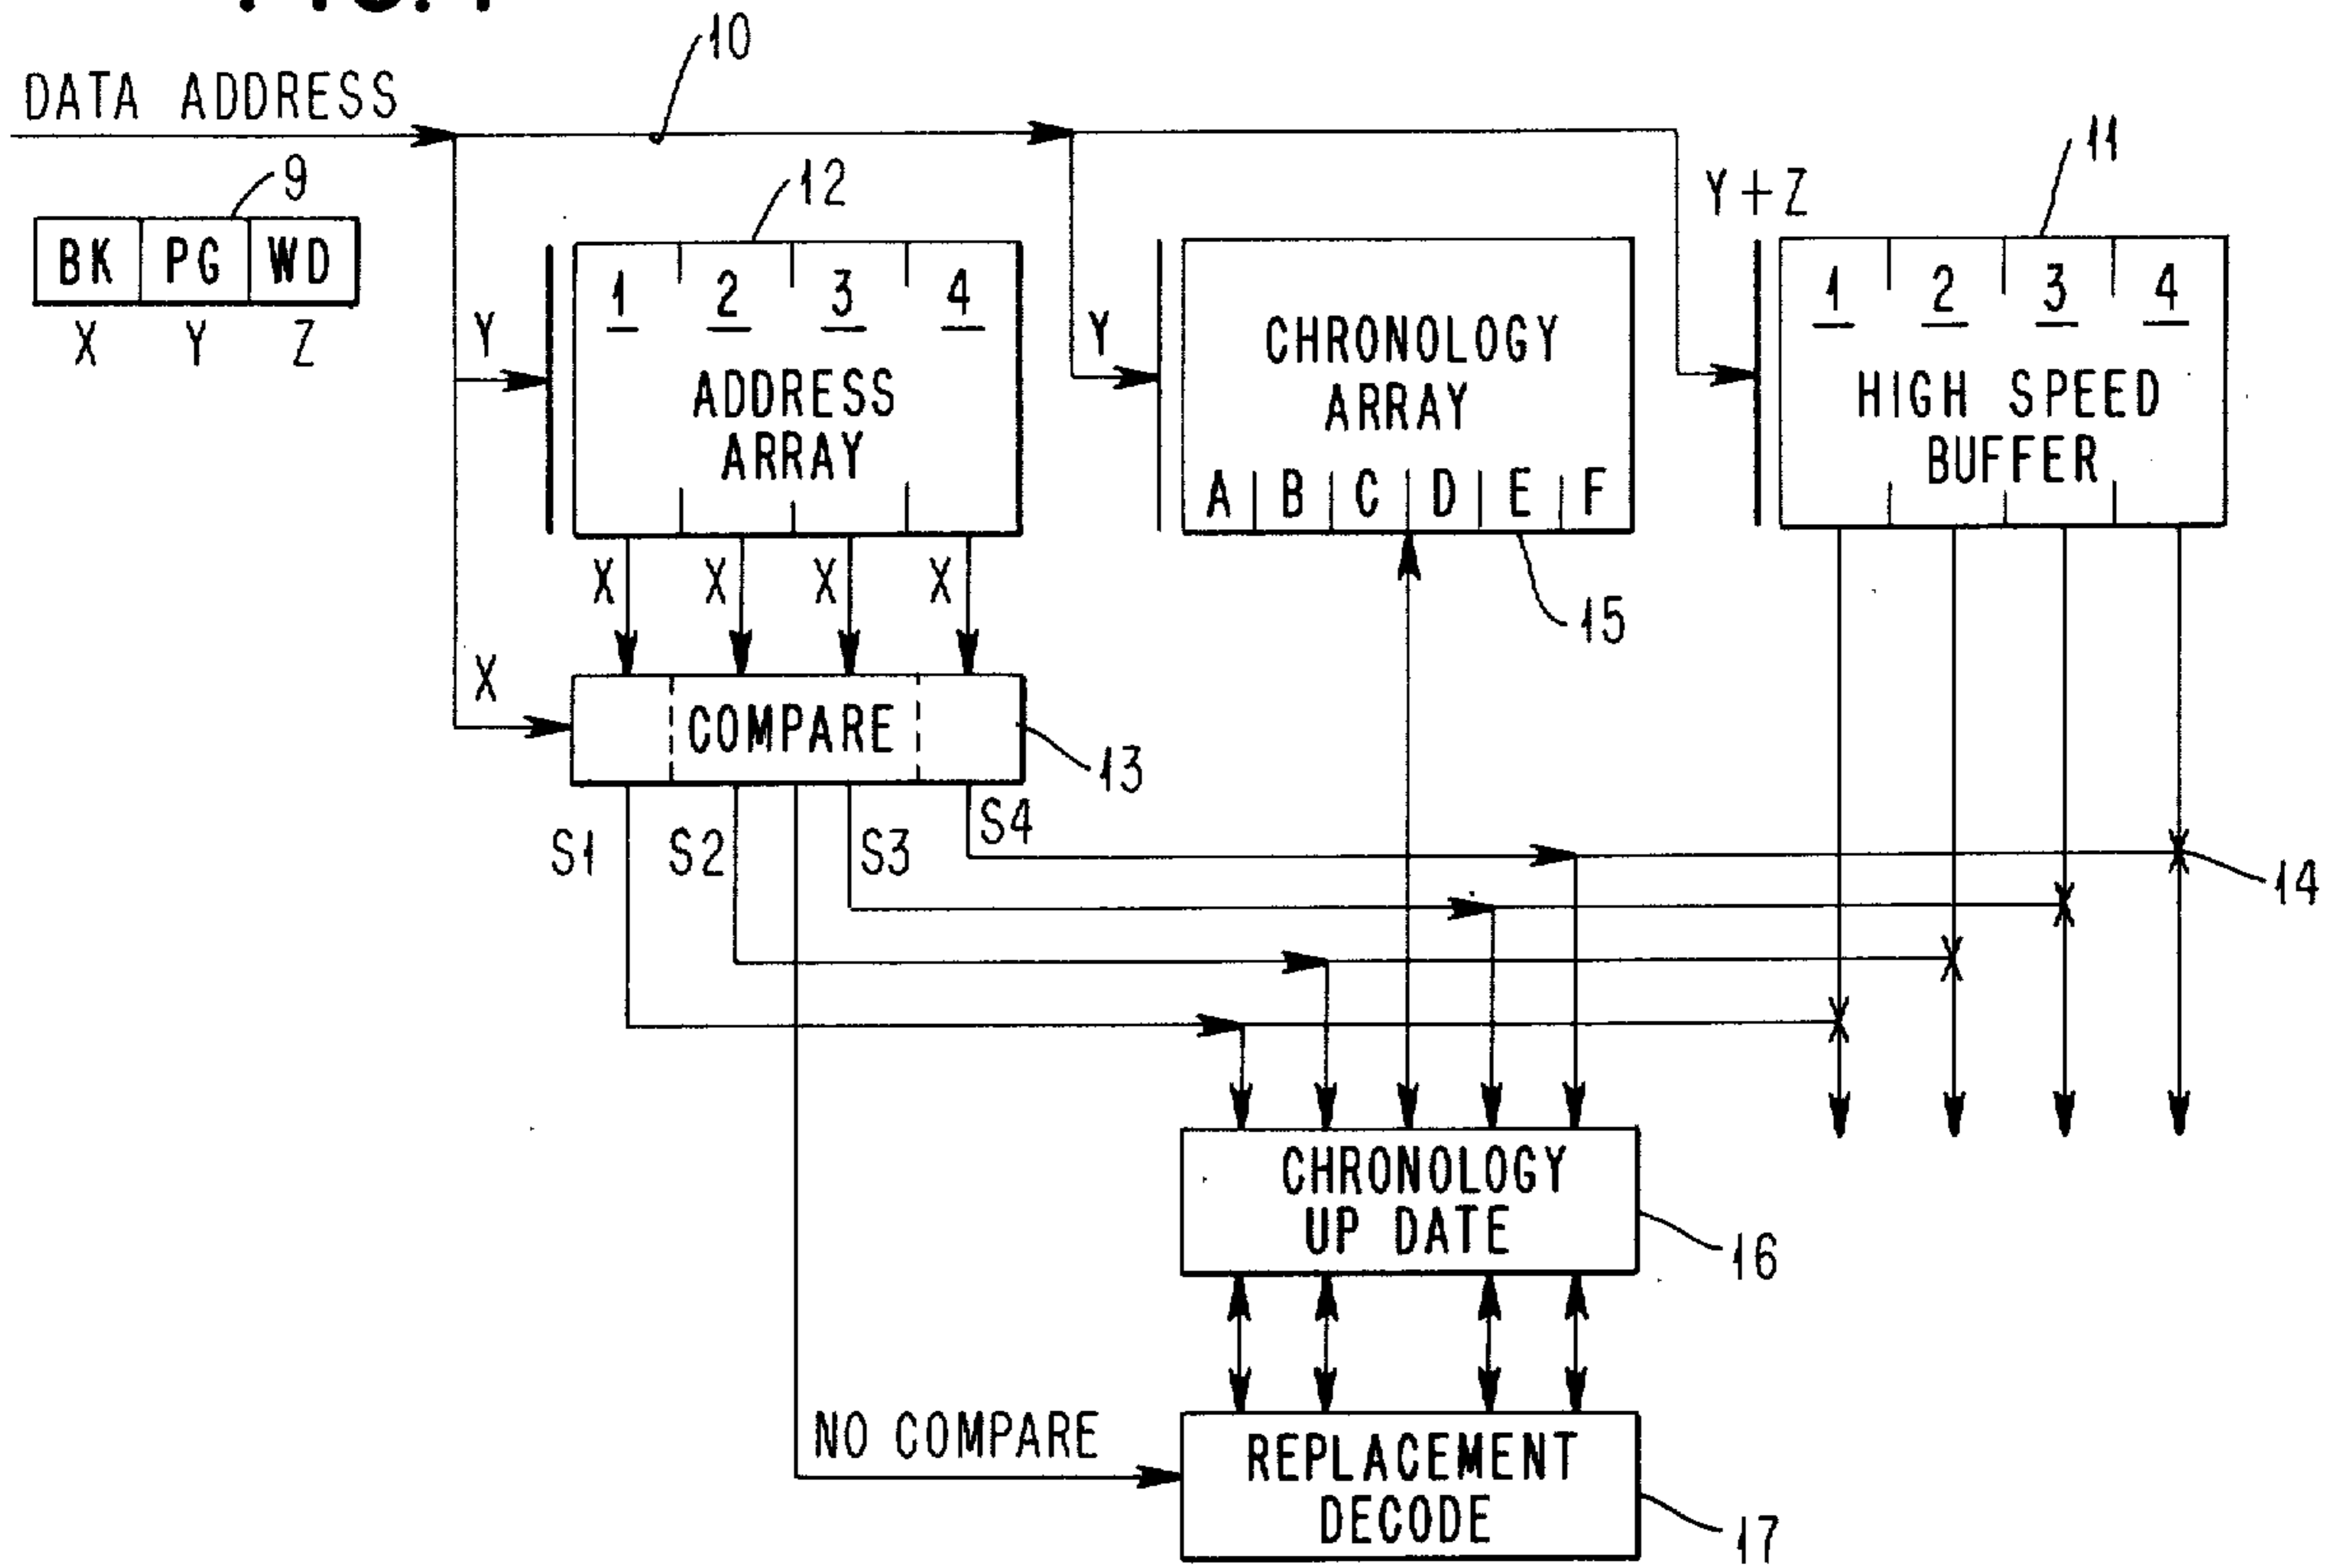 10
DATA ADDRESS
9
12
11
Y+Z
BK PG WD
X Y Z
1 2 3 4
ADDRESS
ARRAY
Y
Y
CHRONOLOGY
ARRAY
A B C D E F
1 2 3 4
HIGH SPEED
BUFFER
X X X X
15
X
COMPARE
13
S1 S2 S3 S4
14
CHRONOLOGY
UP DATE
16
NO COMPARE
REPLACEMENT
DECODE
17